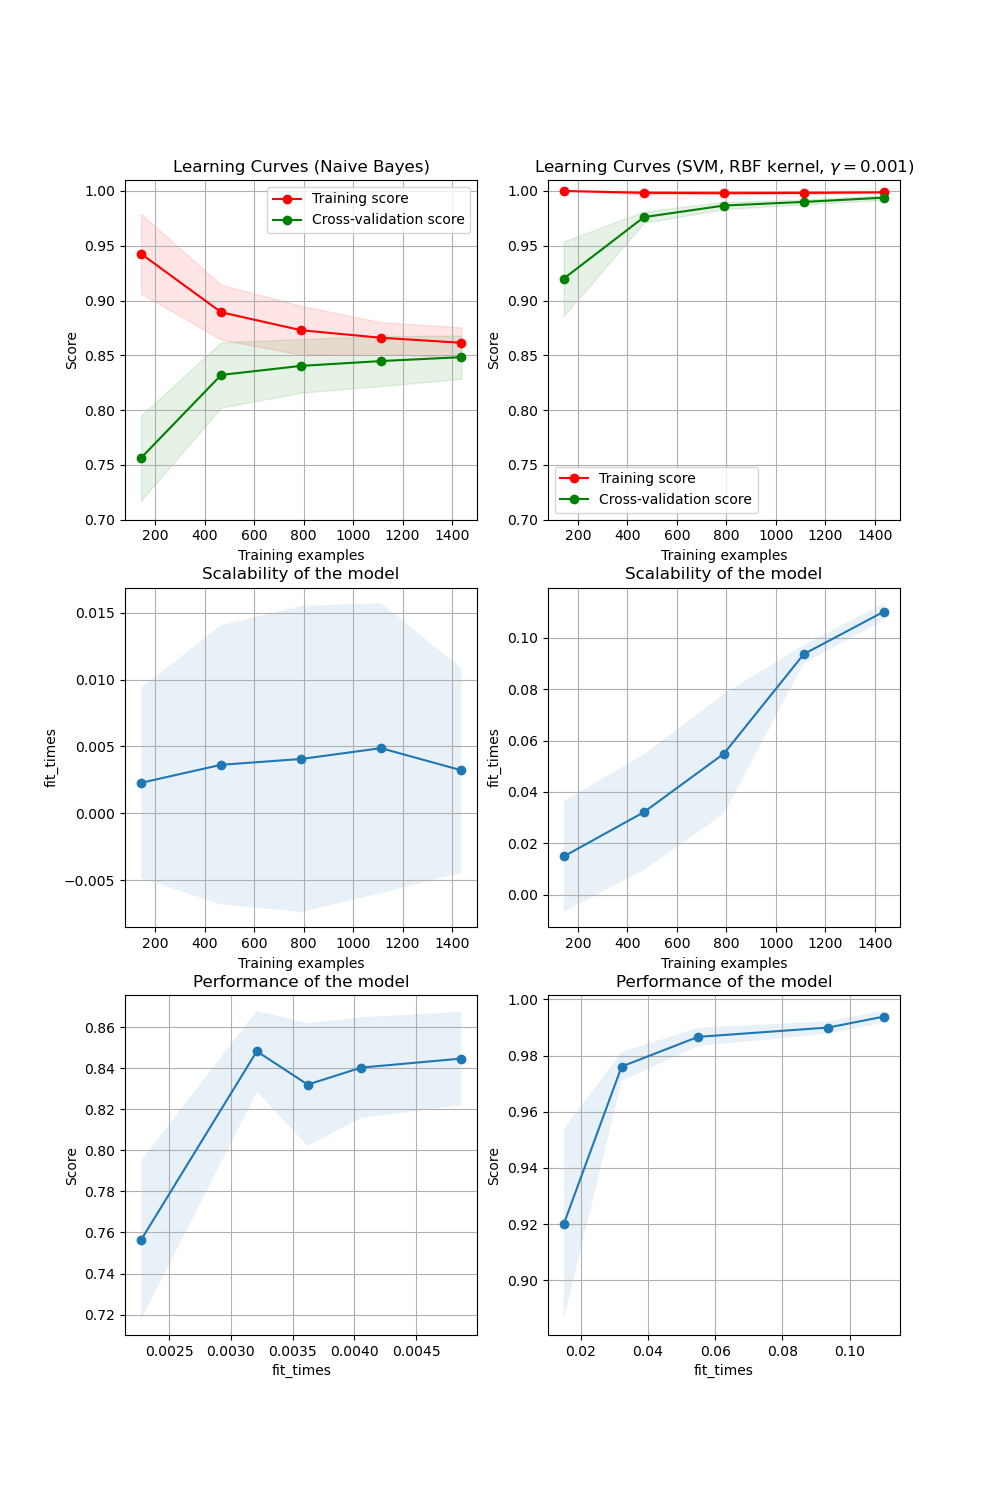 Learning Curves (Naive Bayes)
Score
1.00
0.95
0.90
0.85
0.80
0.75
0.70
Training score
Cross-validation score
200 400 600 800 1000 1200 1400
Training examples
Learning Curves (SVM, RBF kernel, γ = 0.001)
Score
1.00
0.95
0.90
0.85
0.80
0.75
0.70
Training score
Cross-validation score
200 400 600 800 1000 1200 1400
Training examples
Scalability of the model
fit_times
0.015
0.010
0.005
0.000
−0.005
200 400 600 800 1000 1200 1400
Training examples
Scalability of the model
fit_times
0.10
0.08
0.06
0.04
0.02
0.00
200 400 600 800 1000 1200 1400
Training examples
Performance of the model
Score
0.86
0.84
0.82
0.80
0.78
0.76
0.74
0.72
0.0025 0.0030 0.0035 0.0040 0.0045
fit_times
Performance of the model
Score
1.00
0.98
0.96
0.94
0.92
0.90
0.02 0.04 0.06 0.08 0.10
fit_times